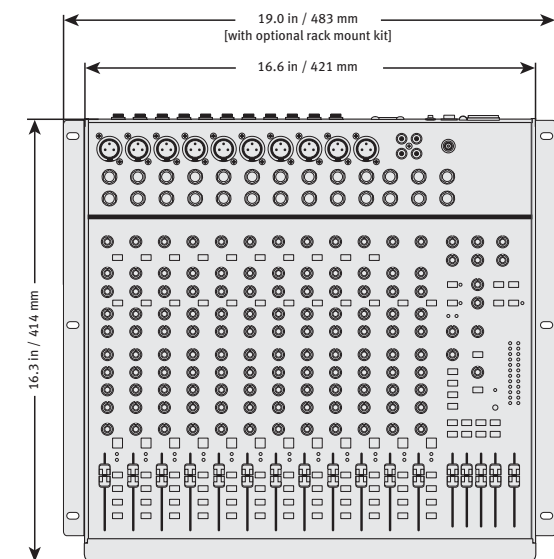 19.0 in / 483 mm
[with optional rack mount kit]
16.6 in / 421 mm
16.3 in / 414 mm